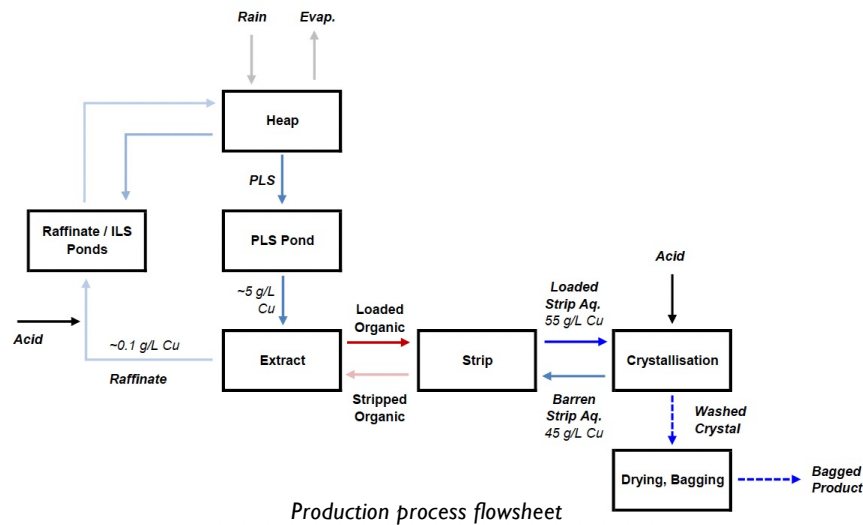 Rain
Evap.
Heap
PLS
Raffinate / ILS
Ponds
PLS Pond
Acid
~5 g/L
Cu
Loaded
Organic
Loaded
Strip Aq.
55 g/L Cu
Acid
~0.1 g/L Cu
Raffinate
Extract
Strip
Crystallisation
Stripped
Organic
Barren
Strip Aq.
45 g/L Cu
Washed
Crystal
Drying, Bagging
Bagged
Product
Production process flowsheet